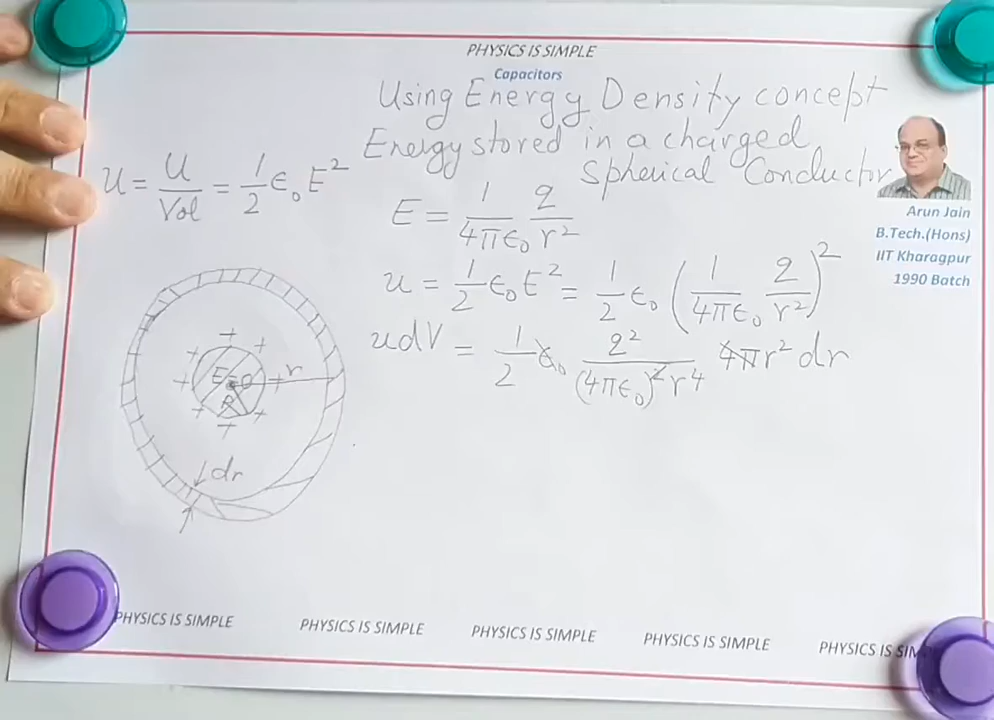 PHYSICS IS SIMPLE
Capacitors
Using Energy Density concept
Energy stored in a charged
Spherical Conductor
u = U/Vol = 1/2 ε₀ E²
E = 1/4πε₀ q/r²
Arun Jain
B.Tech.(Hons)
IIT Kharagpur
1990 Batch
u = 1/2 ε₀E² = 1/2 ε₀ (1/4πε₀ q/r²)²
udV = 1/2 ε₀ q²/(4πε₀)²r⁴ 4πr² dr
+ + + + + + + +
E=0
r
R
dr
PHYSICS IS SIMPLE PHYSICS IS SIMPLE PHYSICS IS SIMPLE PHYSICS IS SIMPLE PHYSICS IS SIM